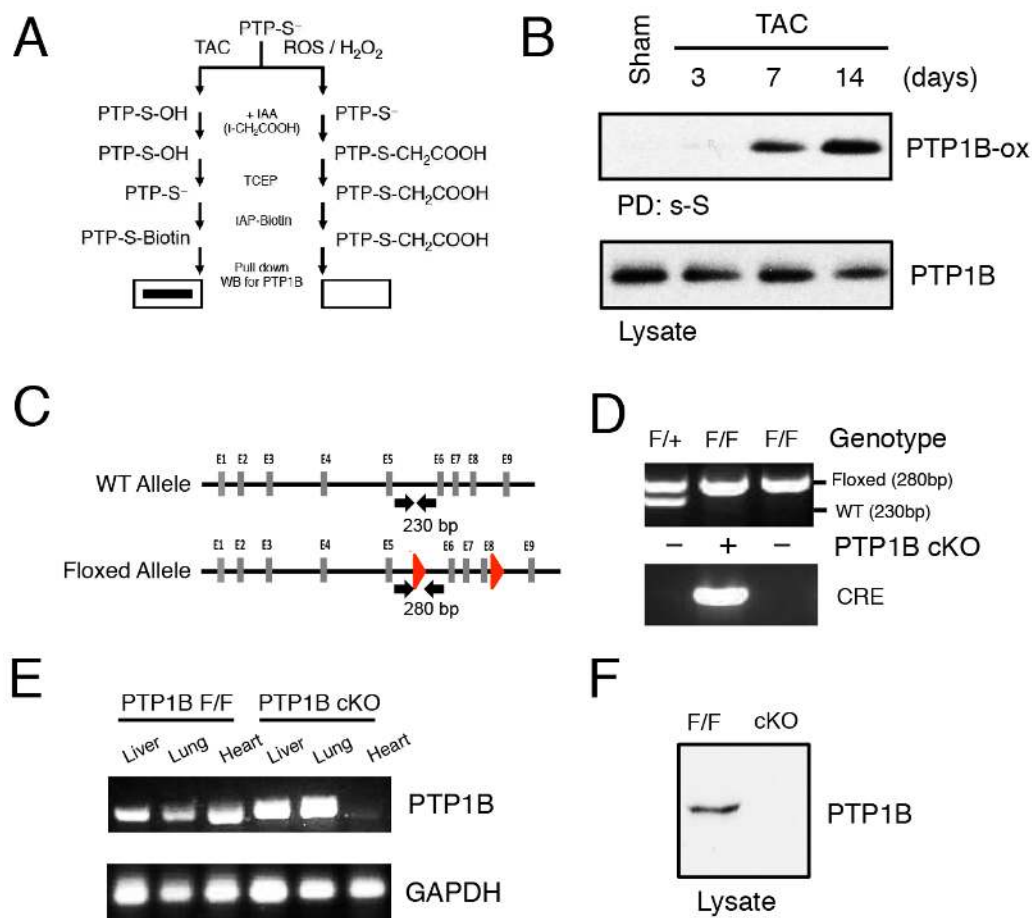 A
PTP-S⁻
TAC ROS / H₂O₂
PTP-S-OH + IAA PTP-S⁻
(I-CH₂COOH)
PTP-S-OH PTP-S-CH₂COOH
TCEP
PTP-S⁻ PTP-S-CH₂COOH
IAP-Biotin
PTP-S-Biotin PTP-S-CH₂COOH
Pull down
WB for PTP1B
B
Sham TAC
3 7 14 (days)
PTP1B-ox
PD: s-S
PTP1B
Lysate
C
E1 E2 E3 E4 E5 E6 E7 E8 E9
WT Allele
230 bp
E1 E2 E3 E4 E5 E6 E7 E8 E9
Floxed Allele
280 bp
D
F/+ F/F F/F Genotype
Floxed (280bp)
WT (230bp)
− + − PTP1B cKO
CRE
E
PTP1B F/F PTP1B cKO
Liver Lung Heart Liver Lung Heart
PTP1B
GAPDH
F
F/F cKO
PTP1B
Lysate